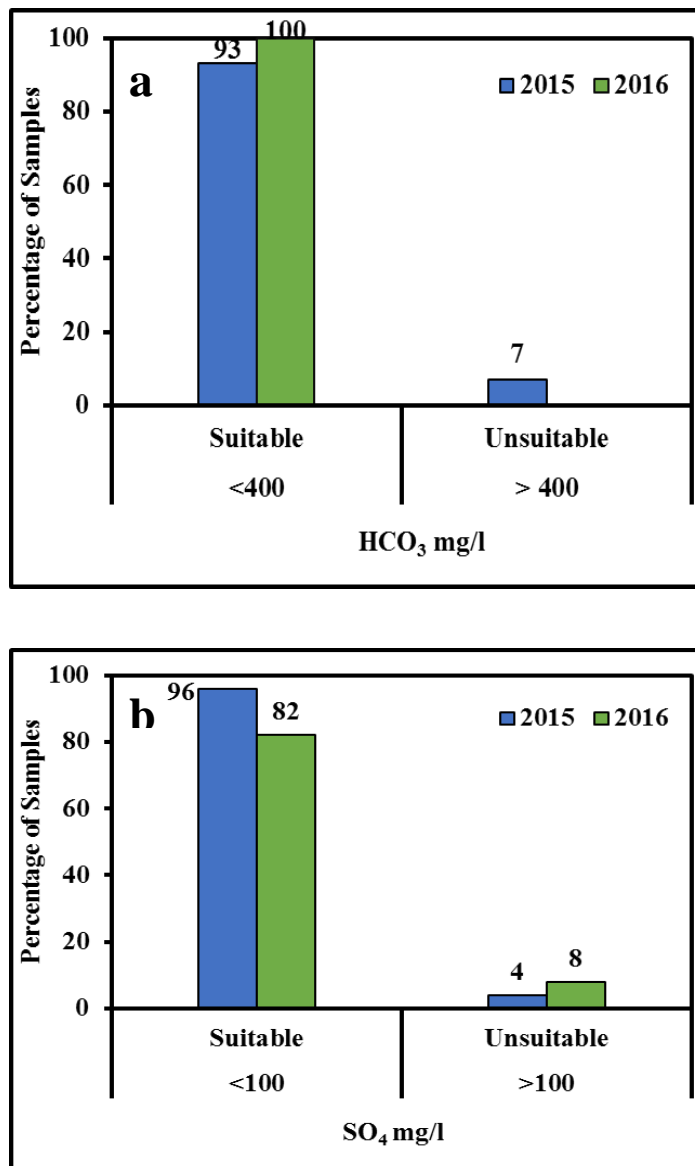 100
93
100
a
2015
2016
80
60
40
20
7
0
Percentage of Samples
Suitable
Unsuitable
<400
> 400
HCO₃ mg/l
100
96
b
82
2015
2016
80
60
40
20
4
8
0
Percentage of Samples
Suitable
Unsuitable
<100
>100
SO₄ mg/l